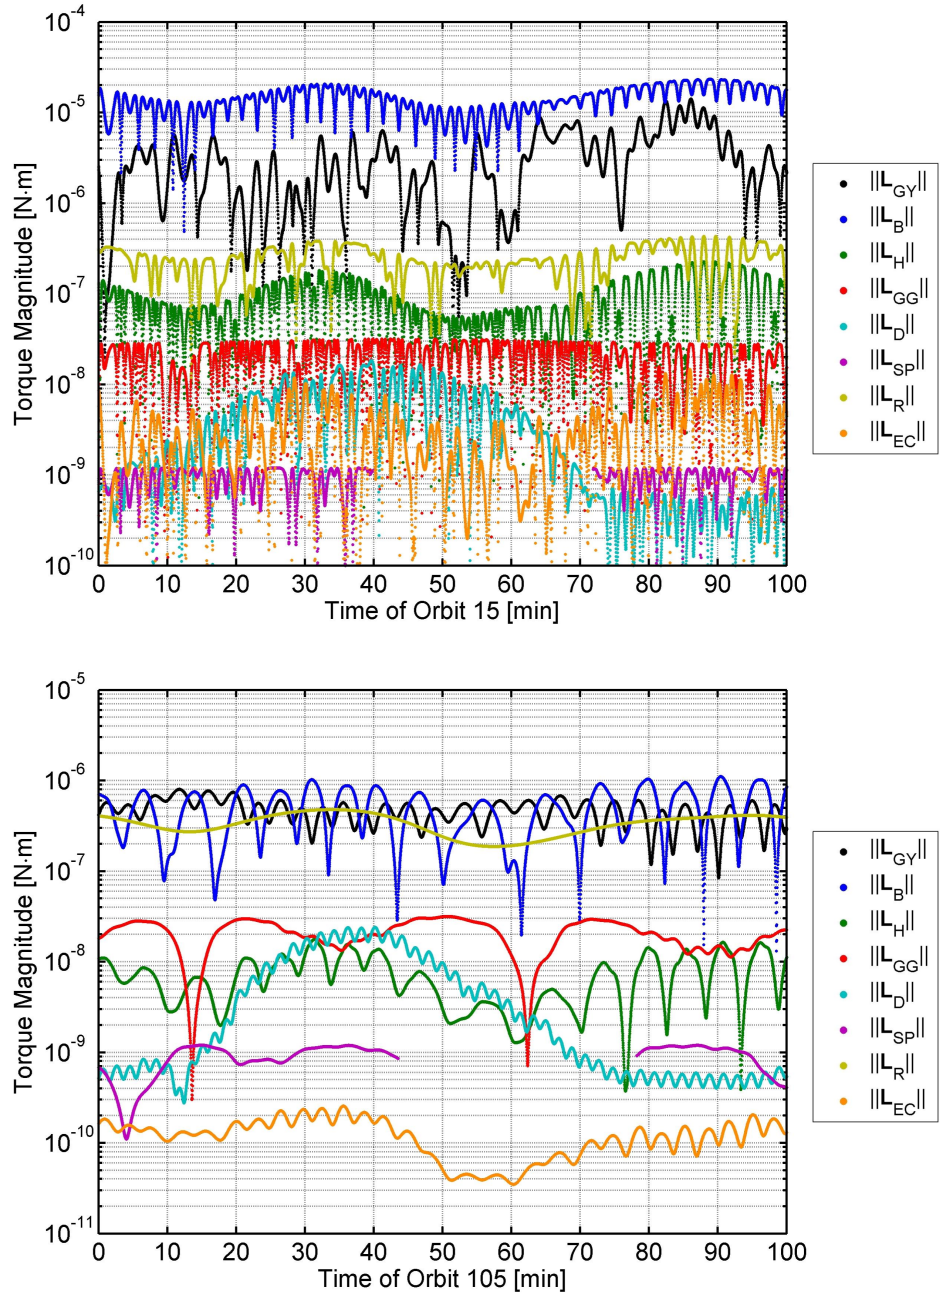 10^-4
10^-5
10^-6
10^-7
10^-8
10^-9
10^-10
Torque Magnitude [N·m]
0 10 20 30 40 50 60 70 80 90 100
Time of Orbit 15 [min]
||L_GY||
||L_B||
||L_H||
||L_GG||
||L_D||
||L_SP||
||L_R||
||L_EC||
10^-5
10^-6
10^-7
10^-8
10^-9
10^-10
10^-11
Torque Magnitude [N·m]
0 10 20 30 40 50 60 70 80 90 100
Time of Orbit 105 [min]
||L_GY||
||L_B||
||L_H||
||L_GG||
||L_D||
||L_SP||
||L_R||
||L_EC||